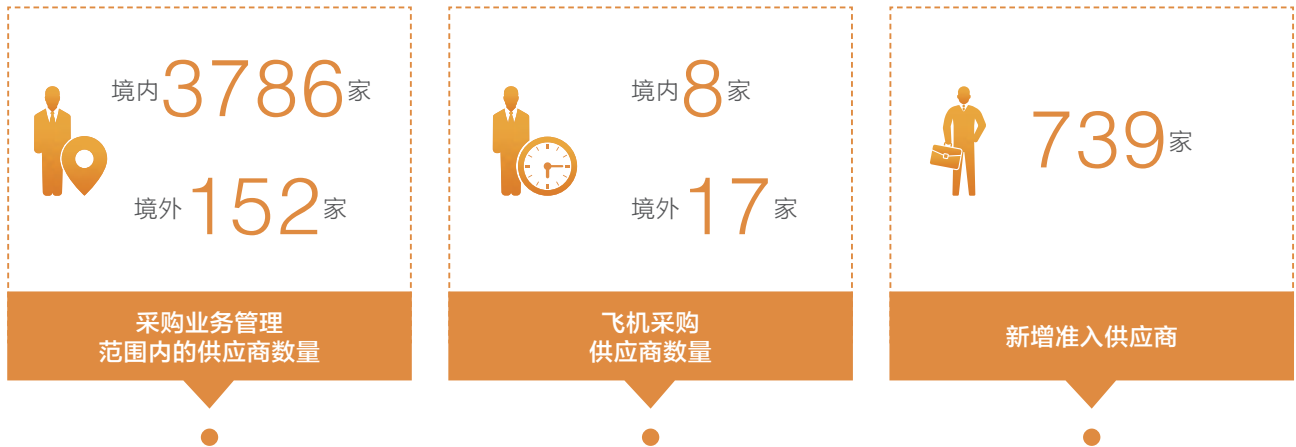 境内3786家
境外152家
采购业务管理
范围内的供应商数量
境内8家
境外17家
飞机采购
供应商数量
739家
新增准入供应商